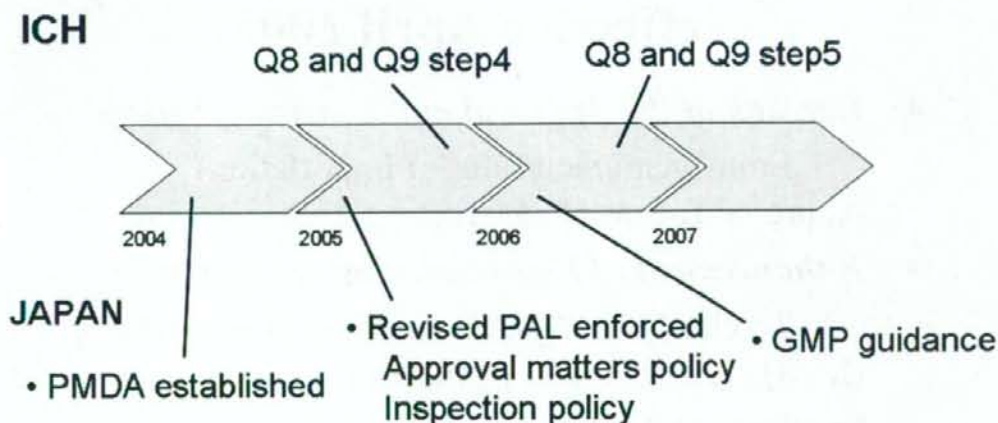 ICH
Q8 and Q9 step4
Q8 and Q9 step5
2004
2005
2006
2007
JAPAN
• PMDA established
• Revised PAL enforced
Approval matters policy
Inspection policy
• GMP guidance